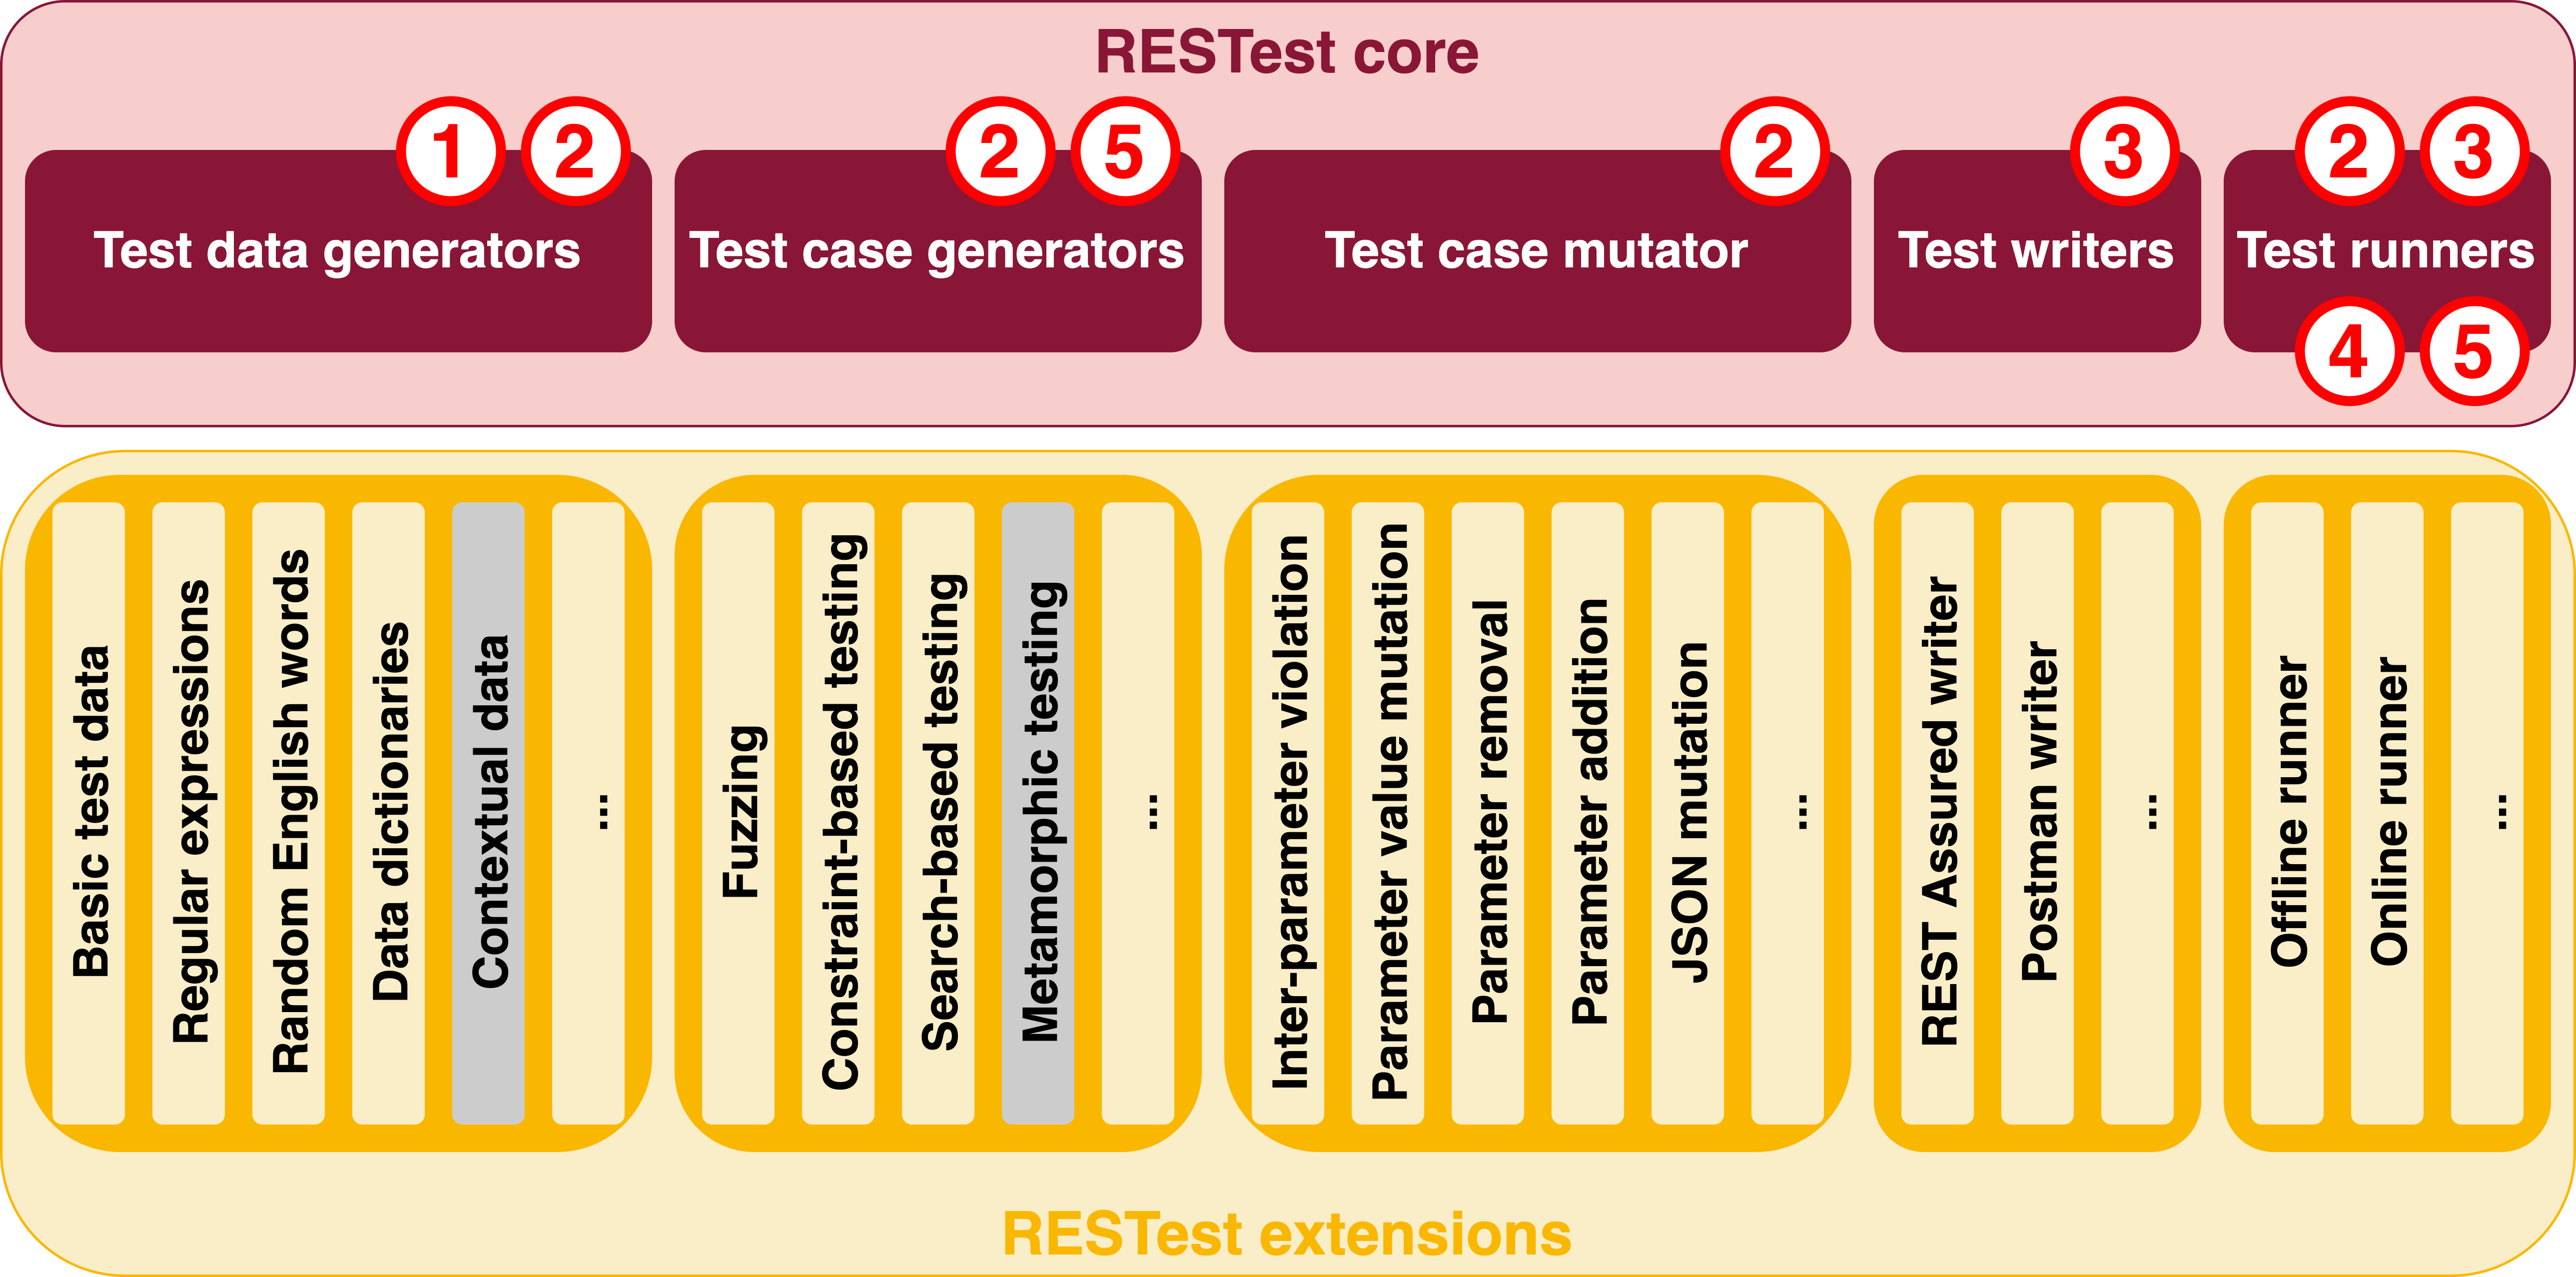 RESTest core
1 2
2 5
2
3
2 3
Test data generators
Test case generators
Test case mutator
Test writers
Test runners
4 5
Basic test data
Regular expressions
Random English words
Data dictionaries
Contextual data
...
Fuzzing
Constraint-based testing
Search-based testing
Metamorphic testing
...
Inter-parameter violation
Parameter value mutation
Parameter removal
Parameter addition
JSON mutation
...
REST Assured writer
Postman writer
...
Offline runner
Online runner
...
RESTest extensions